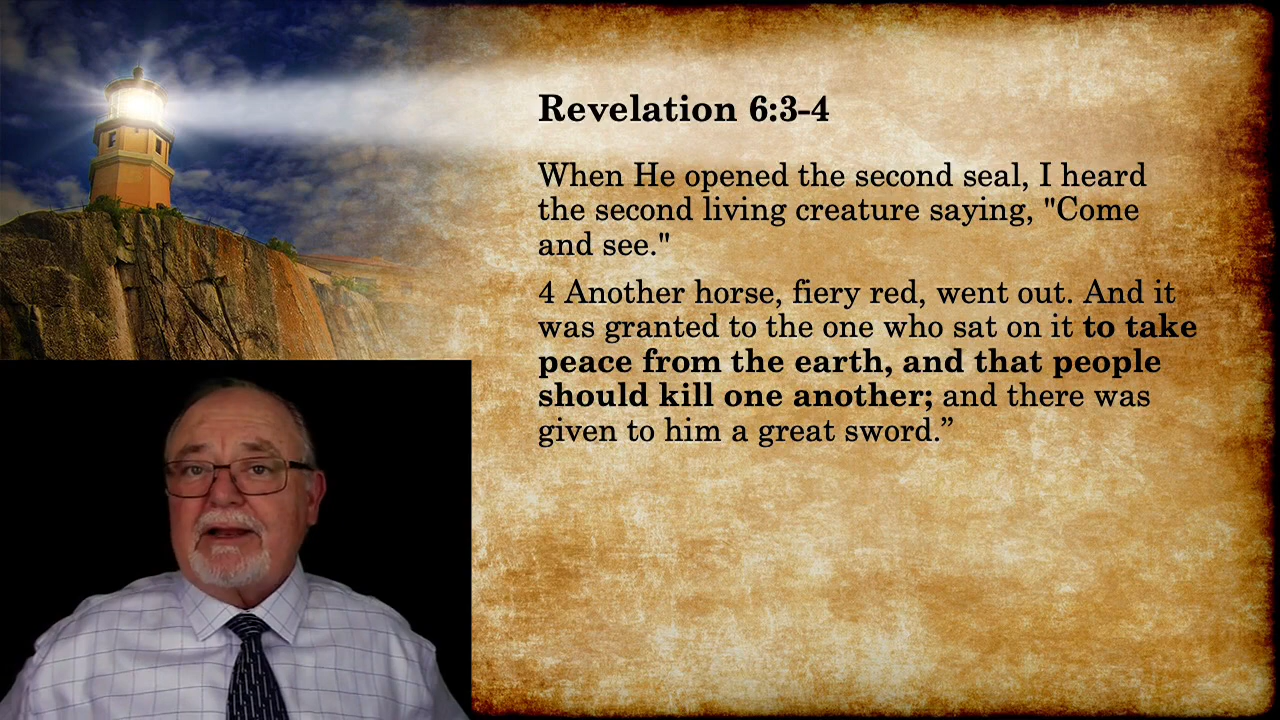 Revelation 6:3-4
When He opened the second seal, I heard
the second living creature saying, "Come
and see."
4 Another horse, fiery red, went out. And it
was granted to the one who sat on it to take
peace from the earth, and that people
should kill one another; and there was
given to him a great sword.”